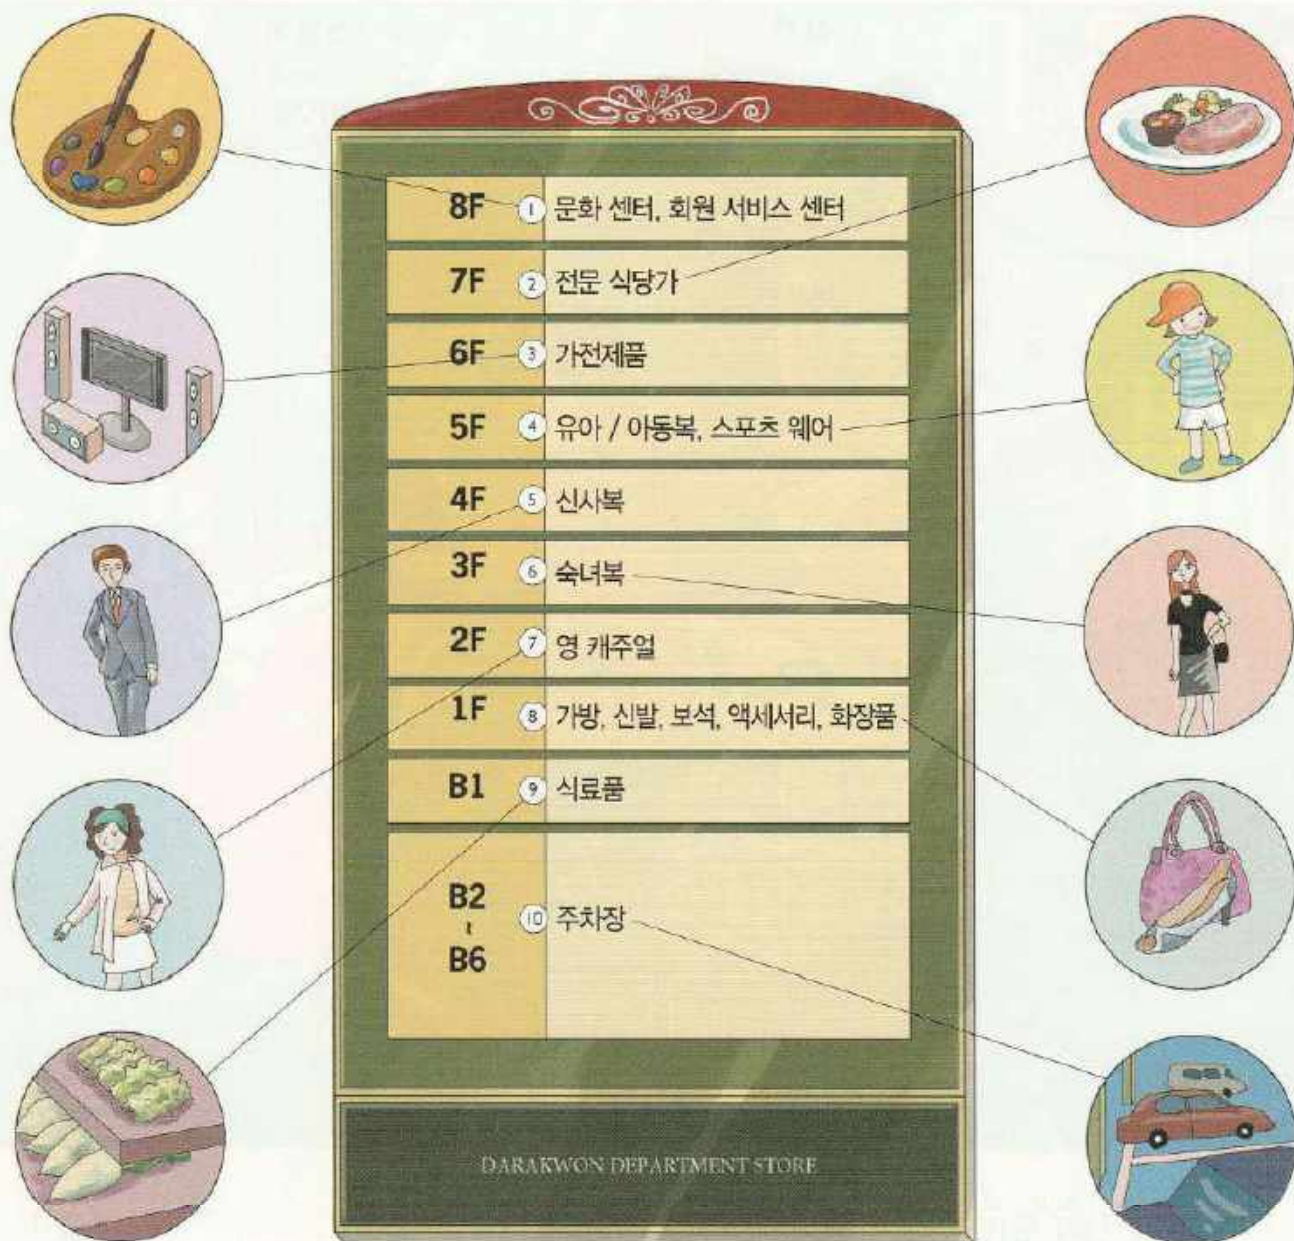 8F ① 문화 센터, 회원 서비스 센터
7F ② 전문 식당가
6F ③ 가전제품
5F ④ 유아 / 아동복, 스포츠 웨어
4F ⑤ 신사복
3F ⑥ 숙녀복
2F ⑦ 영 캐주얼
1F ⑧ 가방, 신발, 보석, 액세서리, 화장품
B1 ⑨ 식료품
B2 ~ B6 ⑩ 주차장
DARAKWON DEPARTMENT STORE